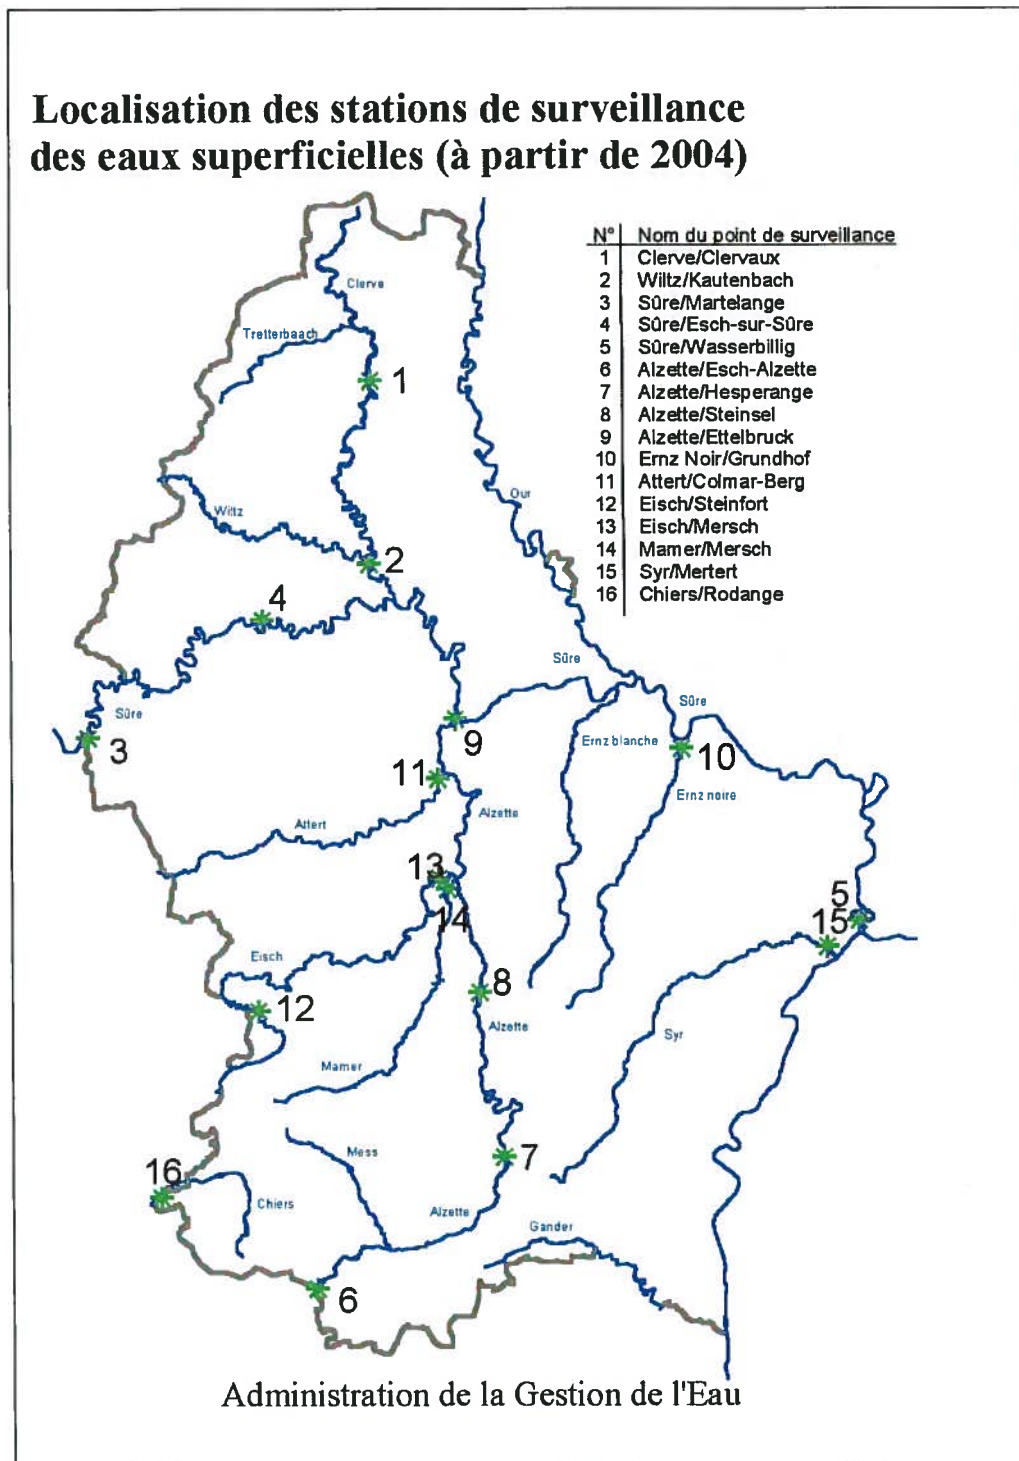 Localisation des stations de surveillance
des eaux superficielles (à partir de 2004)
N° Nom du point de surveillance
1 Clerve/Clervaux
2 Wiltz/Kautenbach
3 Sûre/Martelange
4 Sûre/Esch-sur-Sûre
5 Sûre/Wasserbillig
6 Alzette/Esch-Alzette
7 Alzette/Hesperange
8 Alzette/Steinsel
9 Alzette/Ettelbruck
10 Ernz Noir/Grundhof
11 Attert/Colmar-Berg
12 Eisch/Steinfort
13 Eisch/Mersch
14 Mamer/Mersch
15 Syr/Mertert
16 Chiers/Rodange
Clerve
Tretterbaach
1
Our
Wiltz
2
4
Sûre
Sûre
Sûre
3
9
Ernz blanche
10
11
Ernz noire
Alzette
Attert
13
14
5
15
Eisch
8
12
Alzette
Syr
Mamer
Mess
7
16
Chiers
Alzette
Gander
6
Administration de la Gestion de l'Eau